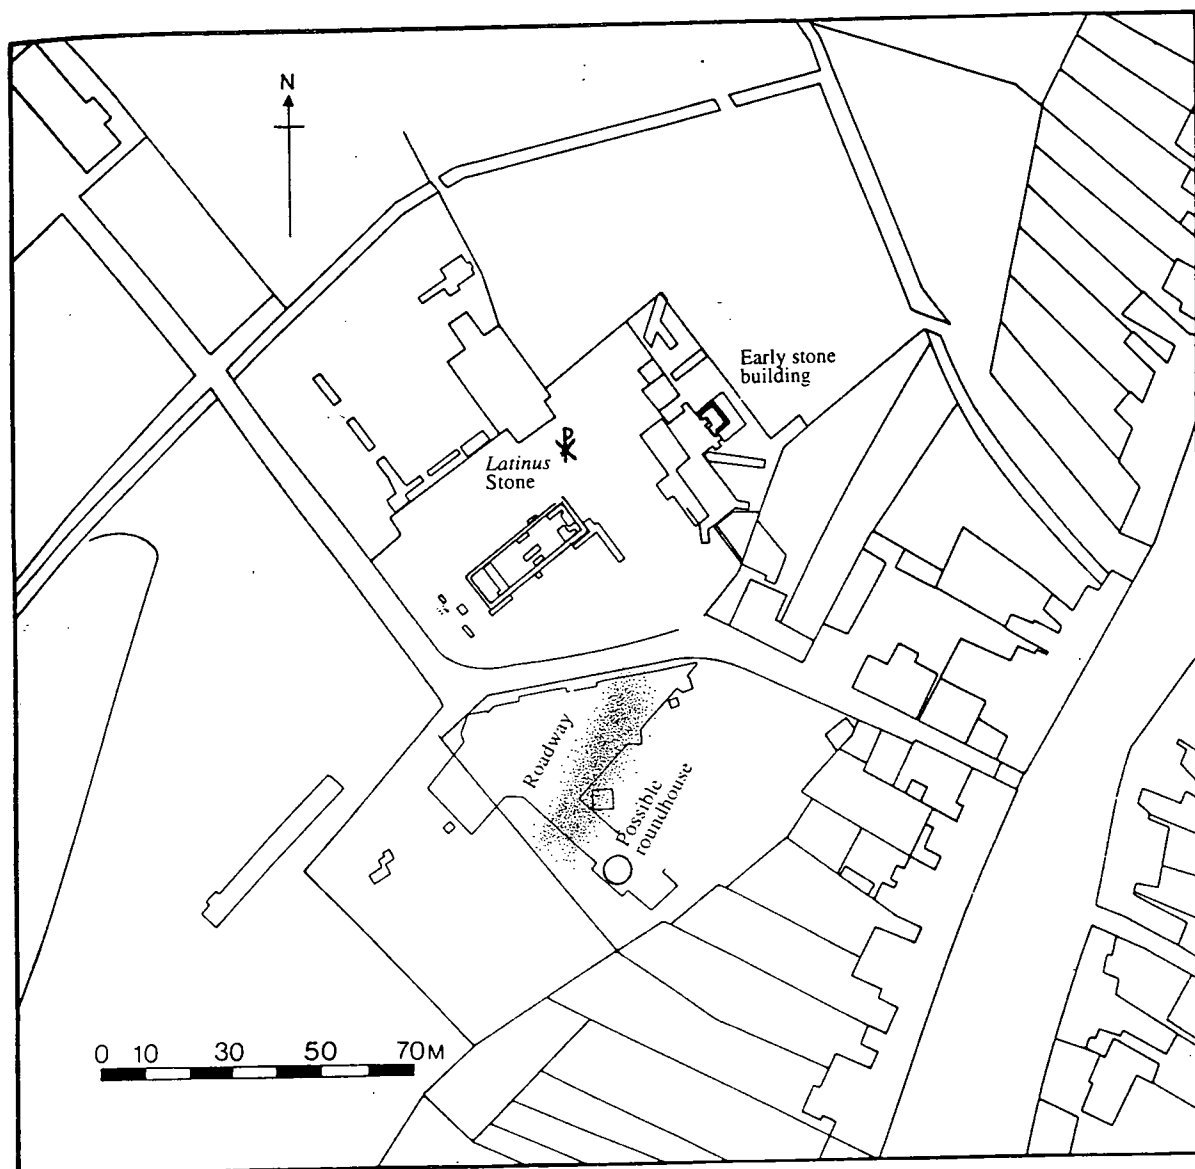 N
Early stone
building
Latinus
Stone
Roadway
Possible
roundhouse
0 10 30 50 70M